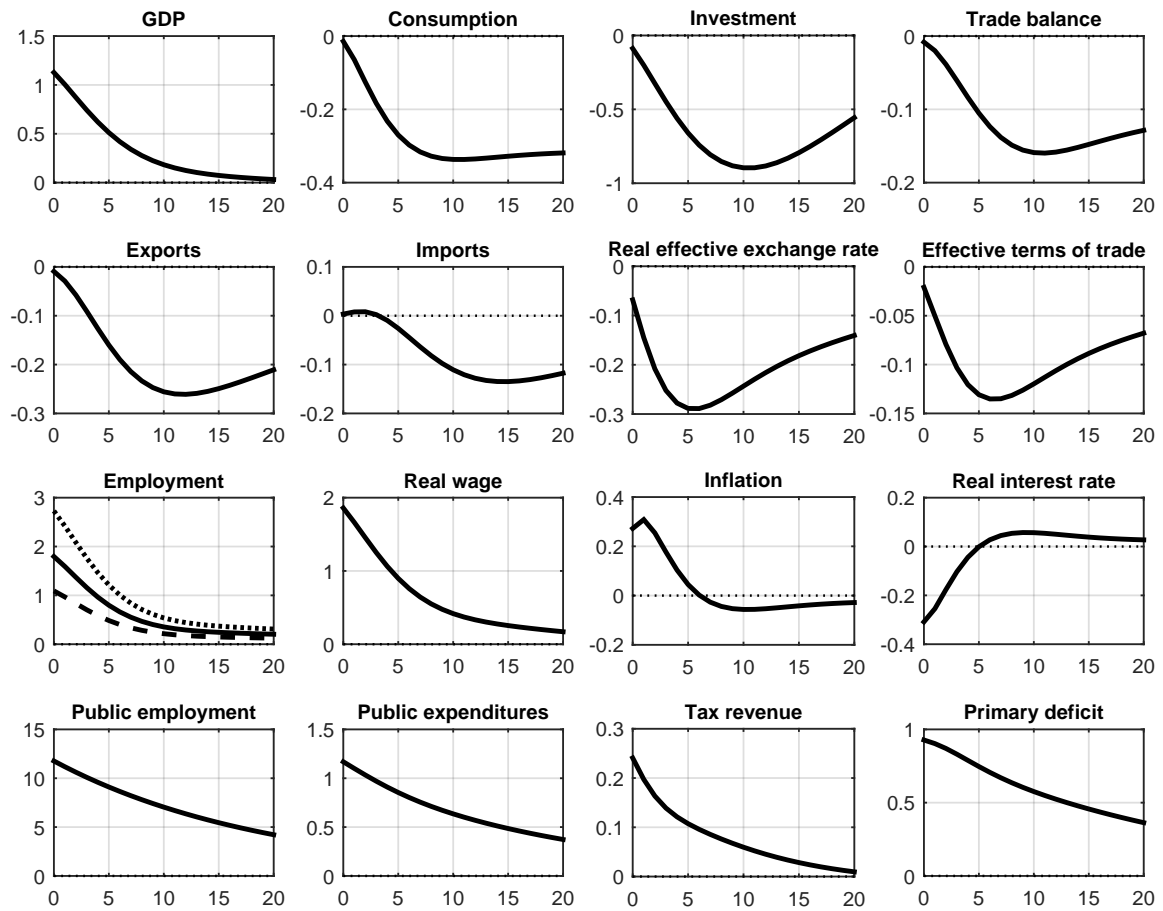 GDP
1.5
1
0.5
0
0 5 10 15 20
Consumption
0
-0.2
-0.4
0 5 10 15 20
Investment
0
-0.5
-1
0 5 10 15 20
Trade balance
0
-0.1
-0.2
0 5 10 15 20
Exports
0
-0.1
-0.2
-0.3
0 5 10 15 20
Imports
0.1
0
-0.1
-0.2
0 5 10 15 20
Real effective exchange rate
0
-0.1
-0.2
-0.3
0 5 10 15 20
Effective terms of trade
0
-0.05
-0.1
-0.15
0 5 10 15 20
Employment
3
2
1
0
0 5 10 15 20
Real wage
2
1
0
0 5 10 15 20
Inflation
0.4
0.2
0
-0.2
0 5 10 15 20
Real interest rate
0.2
0
-0.2
-0.4
0 5 10 15 20
Public employment
15
10
5
0
0 5 10 15 20
Public expenditures
1.5
1
0.5
0
0 5 10 15 20
Tax revenue
0.3
0.2
0.1
0
0 5 10 15 20
Primary deficit
1
0.5
0
0 5 10 15 20